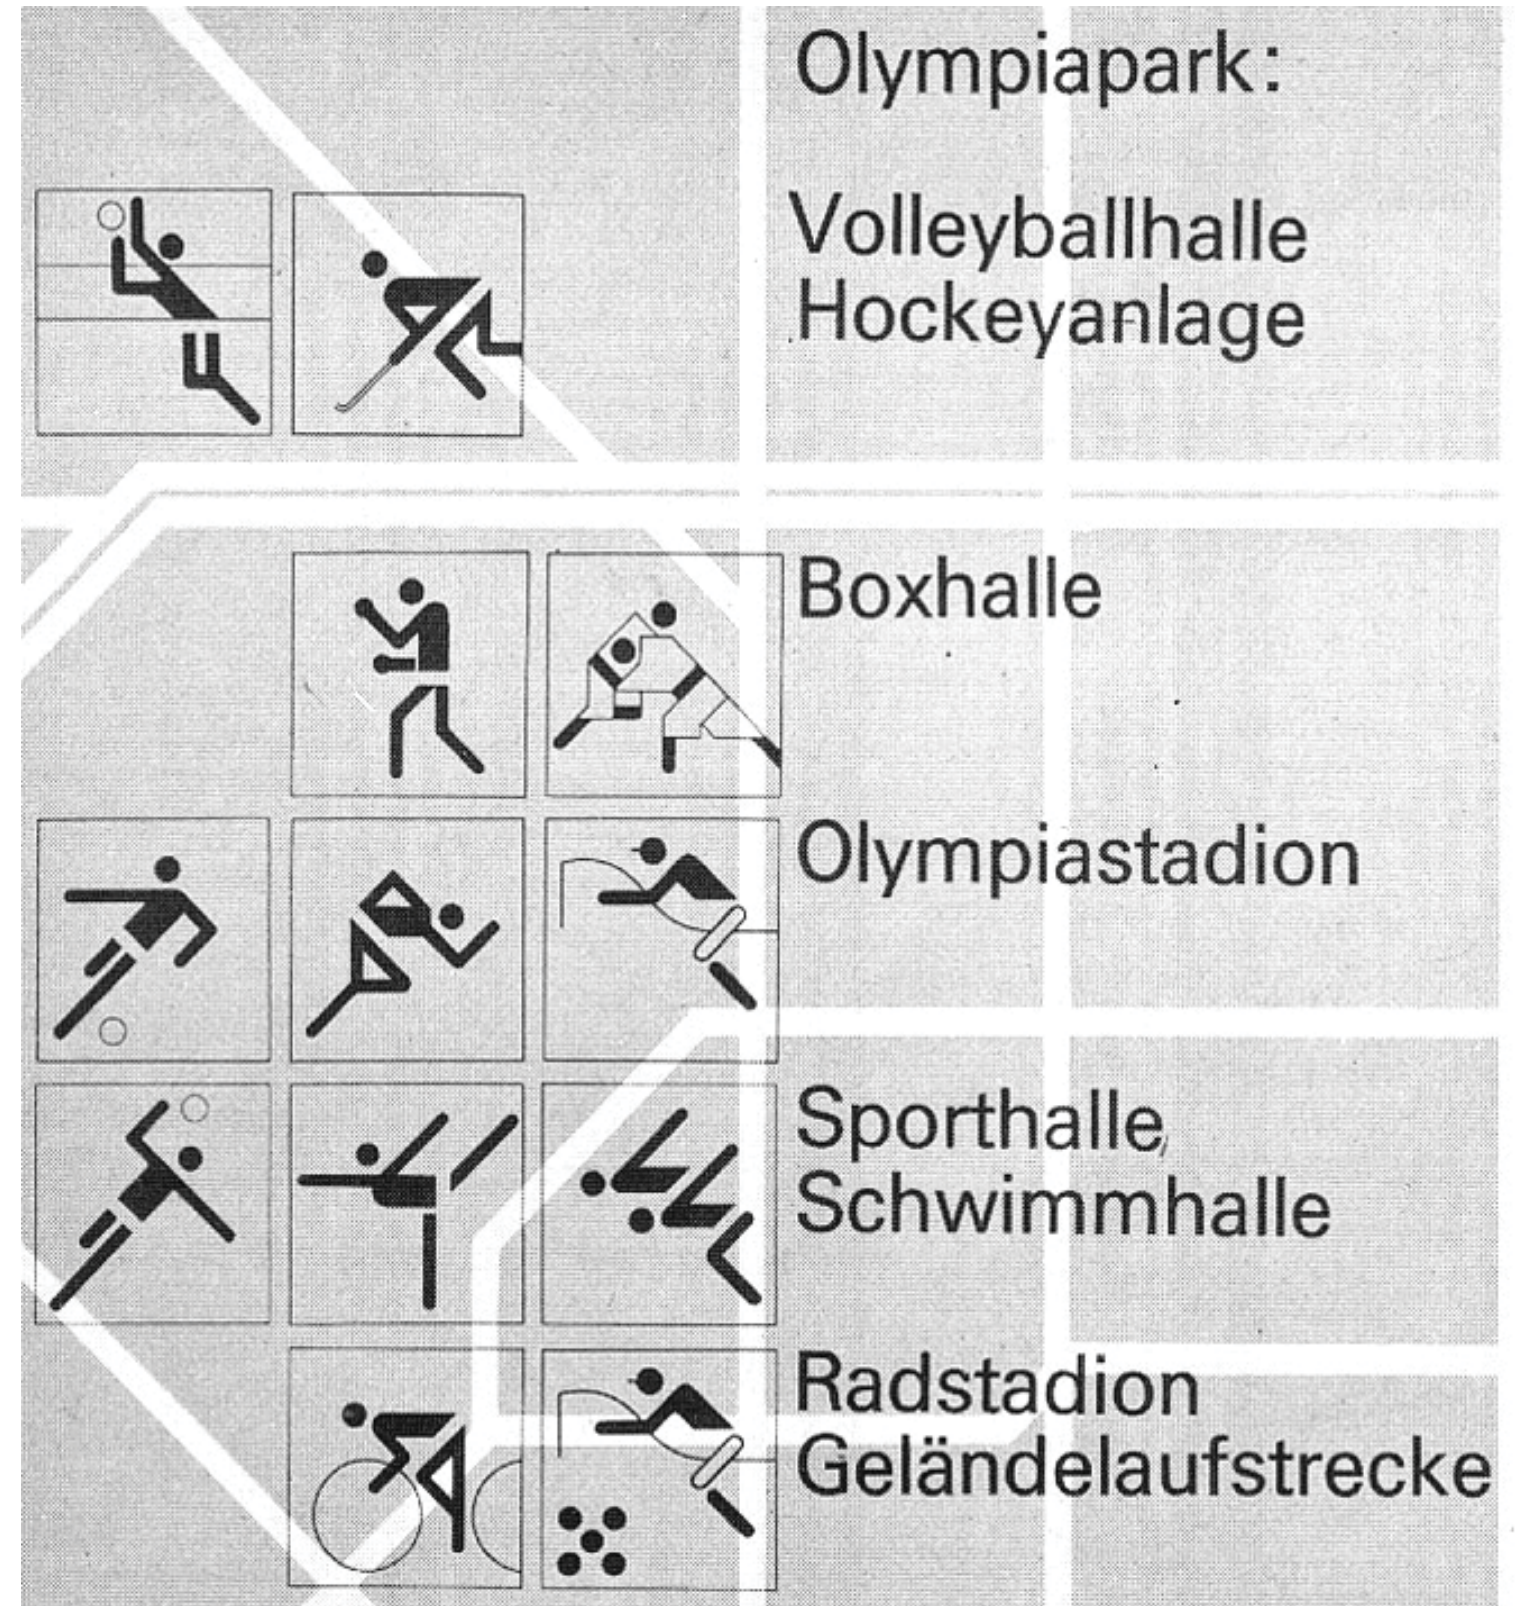 Olympiapark:
Volleyballhalle
Hockeyanlage
Boxhalle
Olympiastadion
Sporthalle,
Schwimmhalle
Radstadion
Geländelaufstrecke